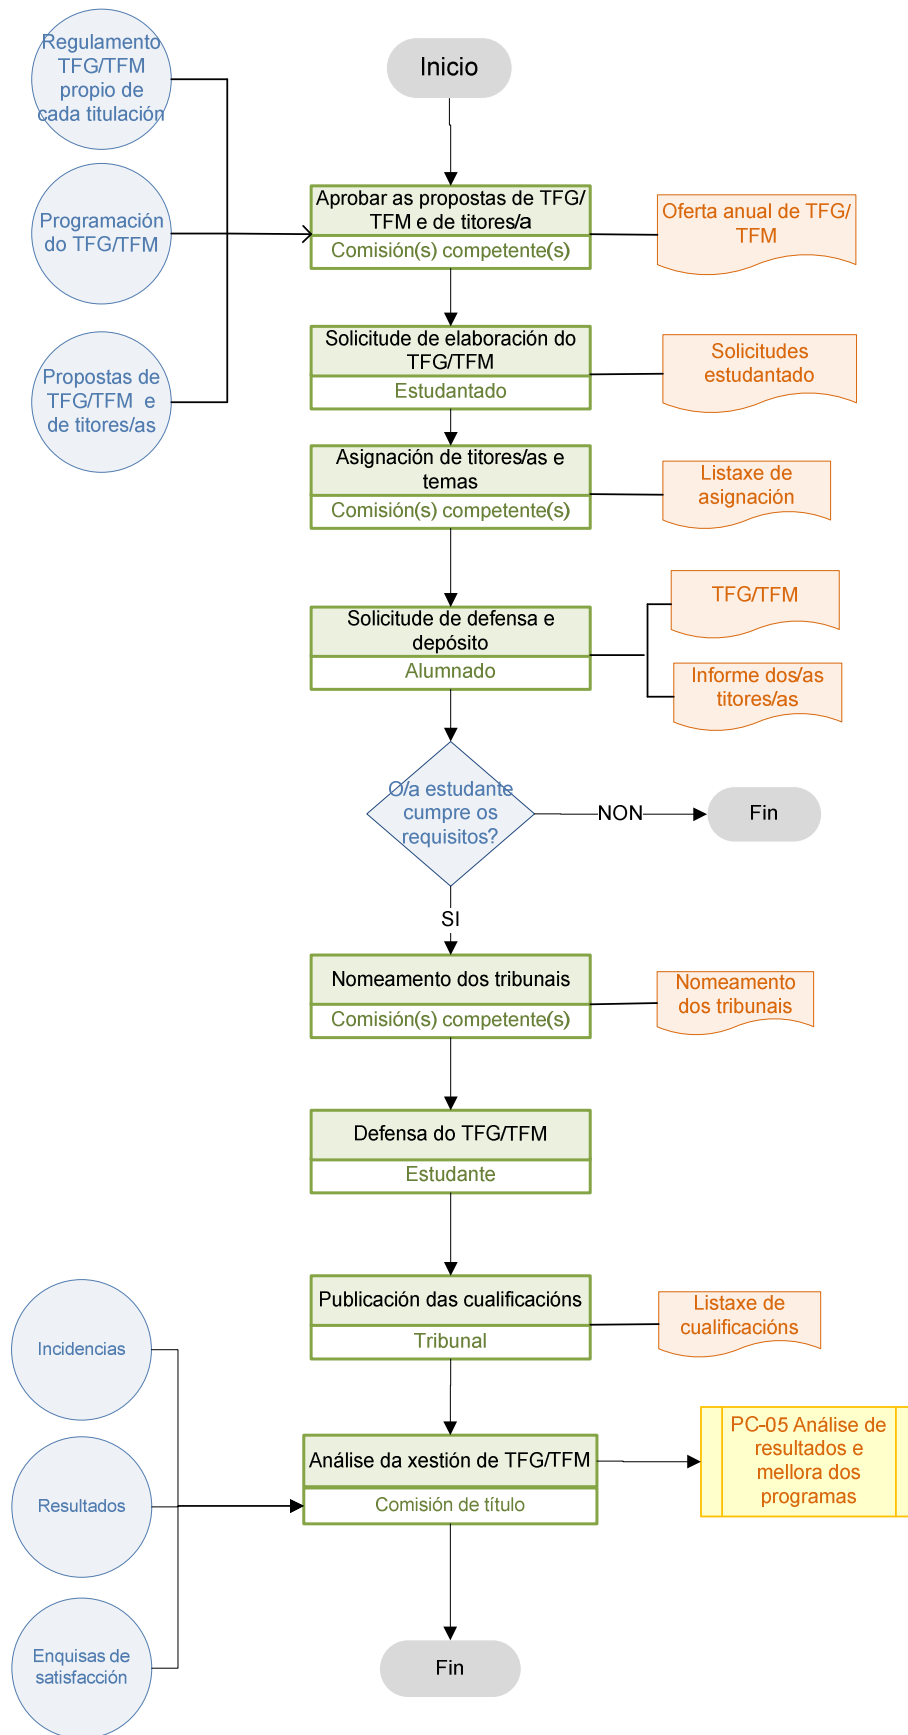 Regulamento
TFG/TFM
propio de
cada titulación
Inicio
Programación
do TFG/TFM
Aprobar as propostas de TFG/
TFM e de titores/a
Comisión(s) competente(s)
Oferta anual de TFG/
TFM
Propostas de
TFG/TFM e
de titores/as
Solicitude de elaboración do
TFG/TFM
Estudantado
Solicitudes
estudantado
Asignación de titores/as e
temas
Comisión(s) competente(s)
Listaxe de
asignación
Solicitude de defensa e
depósito
Alumnado
TFG/TFM
Informe dos/as
titores/as
O/a estudante
cumpre os
requisitos?
NON
Fin
SI
Nomeamento dos tribunais
Comisión(s) competente(s)
Nomeamento
dos tribunais
Defensa do TFG/TFM
Estudante
Publicación das cualificacións
Tribunal
Listaxe de
cualificacións
Incidencias
Resultados
Enquisas de
satisfacción
Análise da xestión de TFG/TFM
Comisión de título
PC-05 Análise de
resultados e
mellora dos
programas
Fin